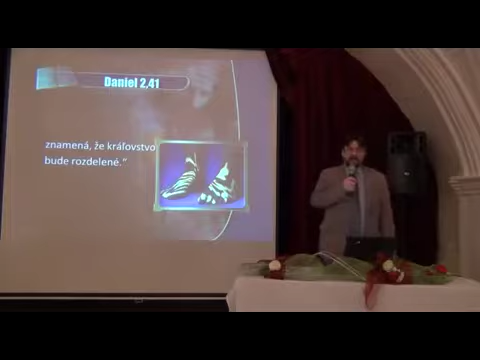 Daniel 2,41
znamená, že kráľovstvo
bude rozdelené.“